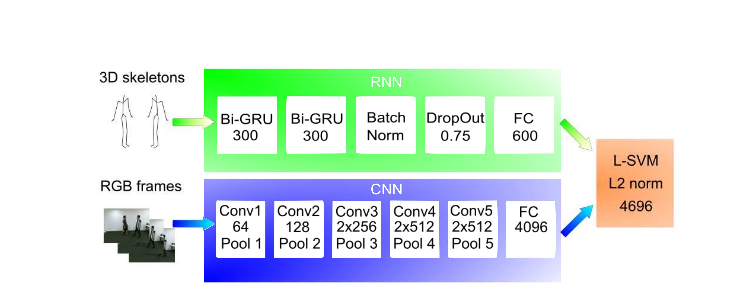 3D skeletons
RNN
Bi-GRU
300
Bi-GRU
300
Batch
Norm
DropOut
0.75
FC
600
L-SVM
L2 norm
4696
RGB frames
CNN
Conv1
64
Pool 1
Conv2
128
Pool 2
Conv3
2x256
Pool 3
Conv4
2x512
Pool 4
Conv5
2x512
Pool 5
FC
4096